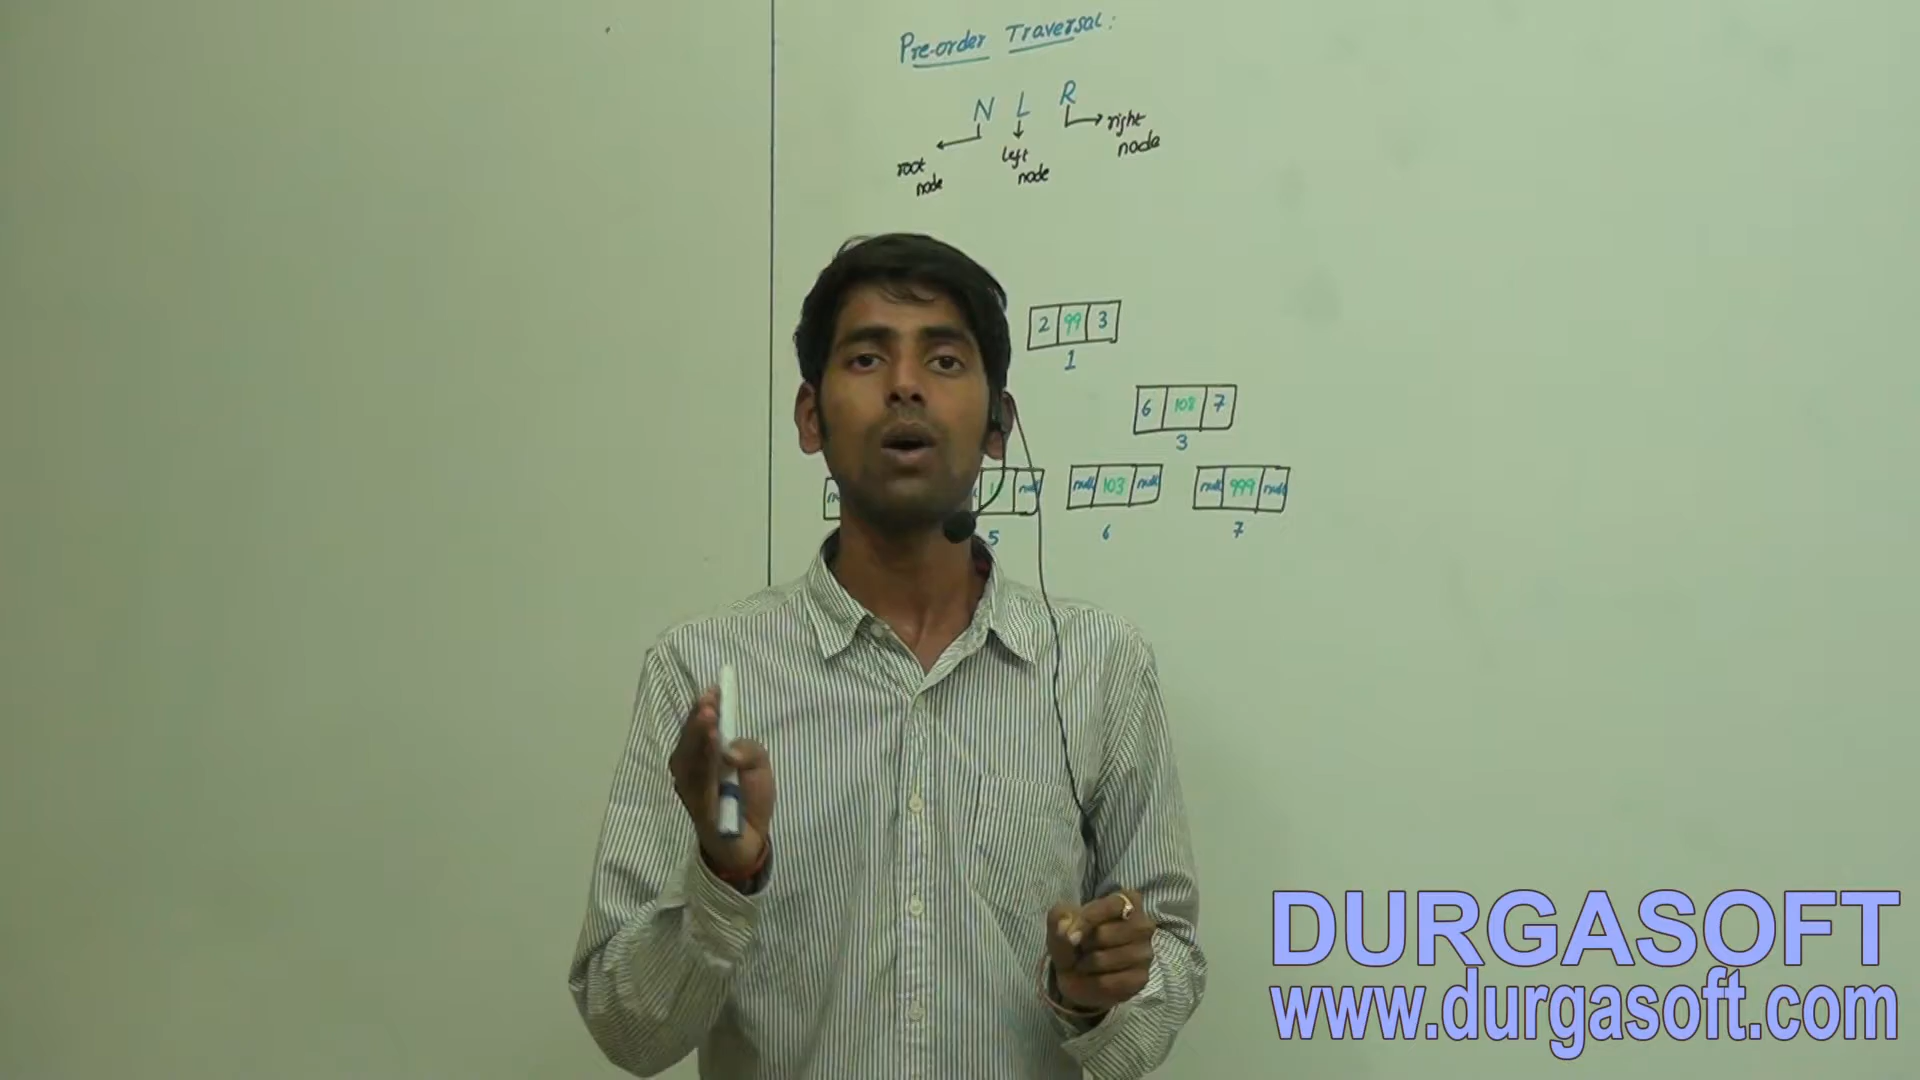 Pre-order Traversal:
N L R
root node
left node
right node
2 99 3
1
6 108 7
3
null
5
null 103 null
6
null 999 null
7
DURGASOFT
www.durgasoft.com